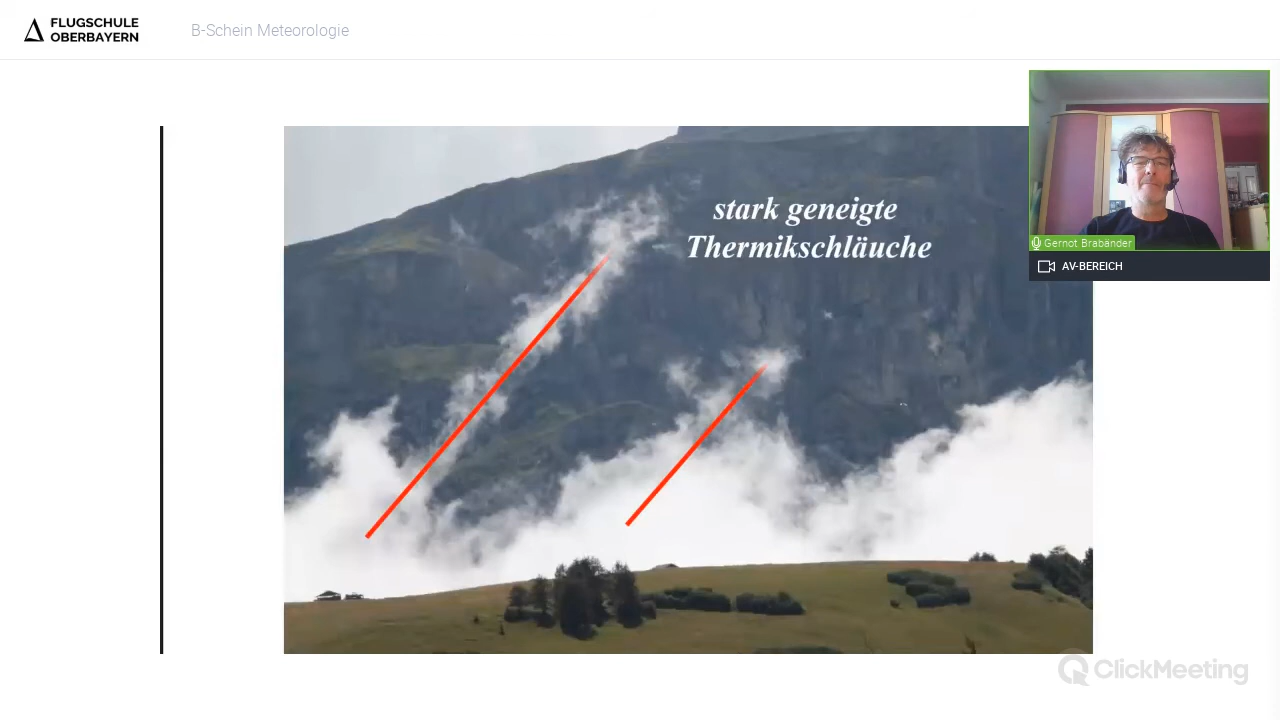 FLUGSCHULE
OBERBAYERN
B-Schein Meteorologie
stark geneigte
Thermikschläuche
Gernot Brabänder
AV-BEREICH
ClickMeeting